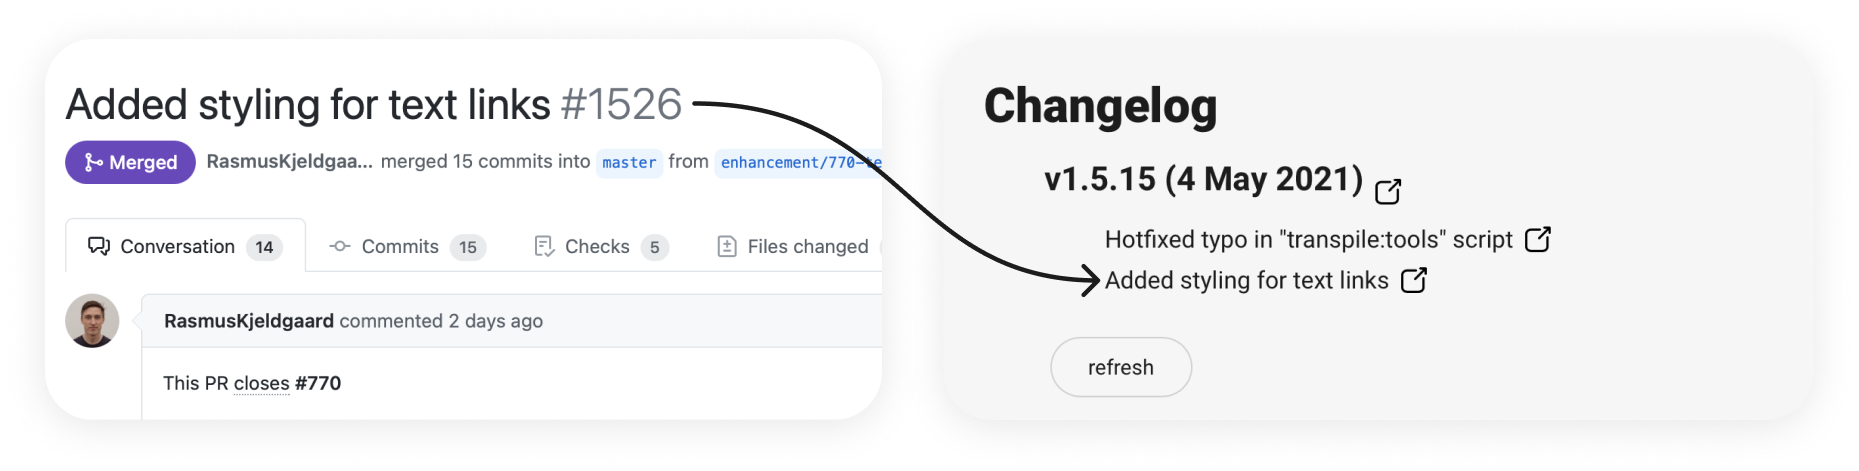 Added styling for text links #1526
Merged RasmusKjeldgaa... merged 15 commits into master from enhancement/770-te
Conversation 14 Commits 15 Checks 5 Files changed
RasmusKjeldgaard commented 2 days ago
This PR closes #770
Changelog
v1.5.15 (4 May 2021)
Hotfixed typo in "transpile:tools" script
Added styling for text links
refresh